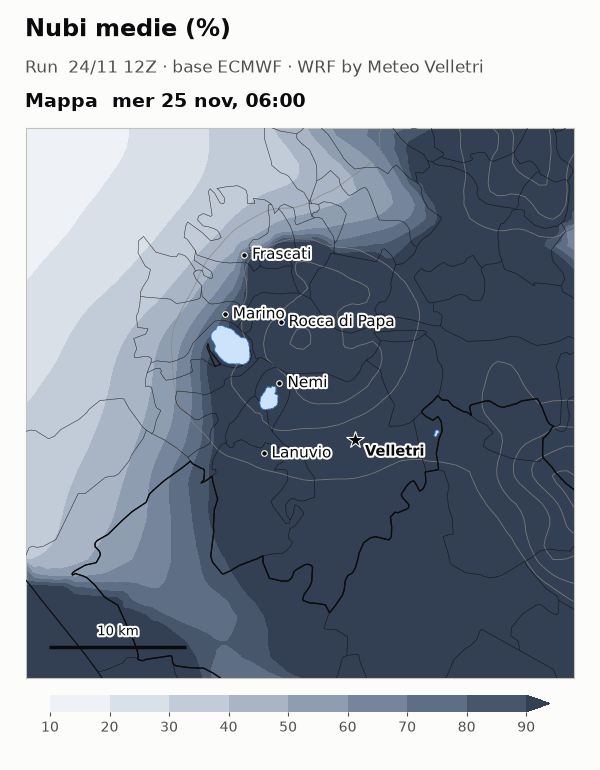 Nubi medie (%)
Run  24/11 12Z · base ECMWF · WRF by Meteo Velletri
Mappa  mer 25 nov, 06:00
Frascati
Marino
Rocca di Papa
Nemi
Velletri
Lanuvio
10 km
10 20 30 40 50 60 70 80 90